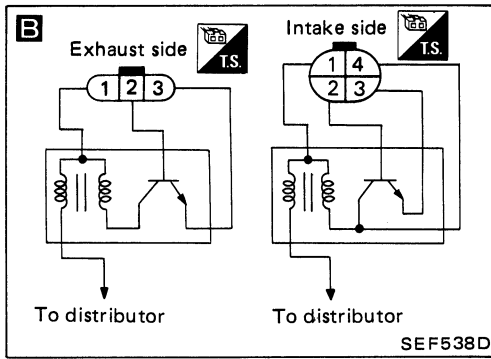 B
Exhaust side
T.S.
Intake side
T.S.
1 2 3
1 4
2 3
To distributor
To distributor
SEF538D